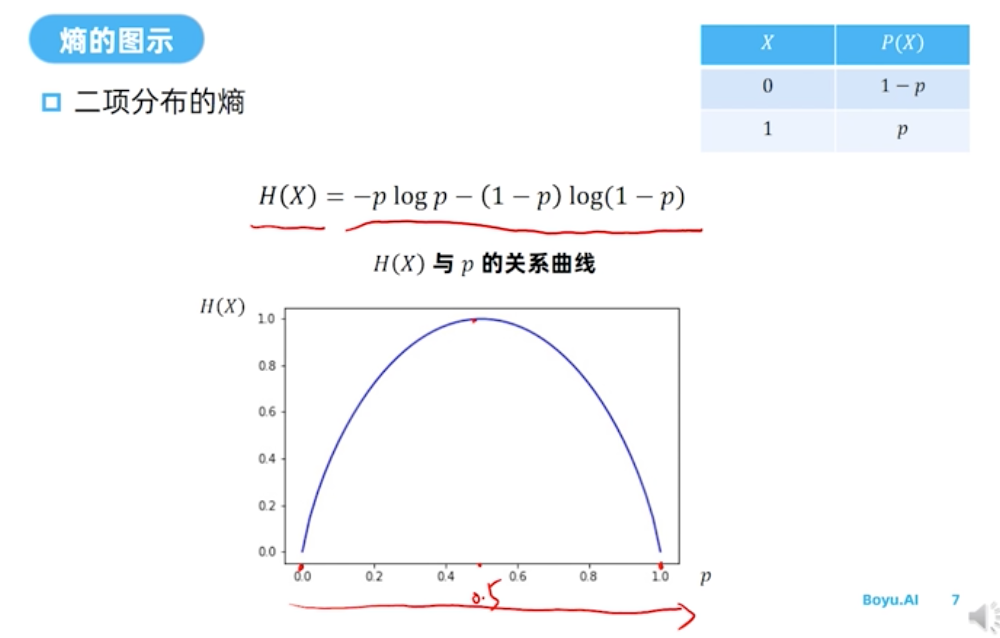 熵的图示
X P(X)
0 1 − p
1 p
二项分布的熵
H(X) = −p log p − (1 − p) log(1 − p)
H(X) 与 p 的关系曲线
H(X)
1.0
0.8
0.6
0.4
0.2
0.0
0.0 0.2 0.4 0.6 0.8 1.0
p
0.5
Boyu.AI 7